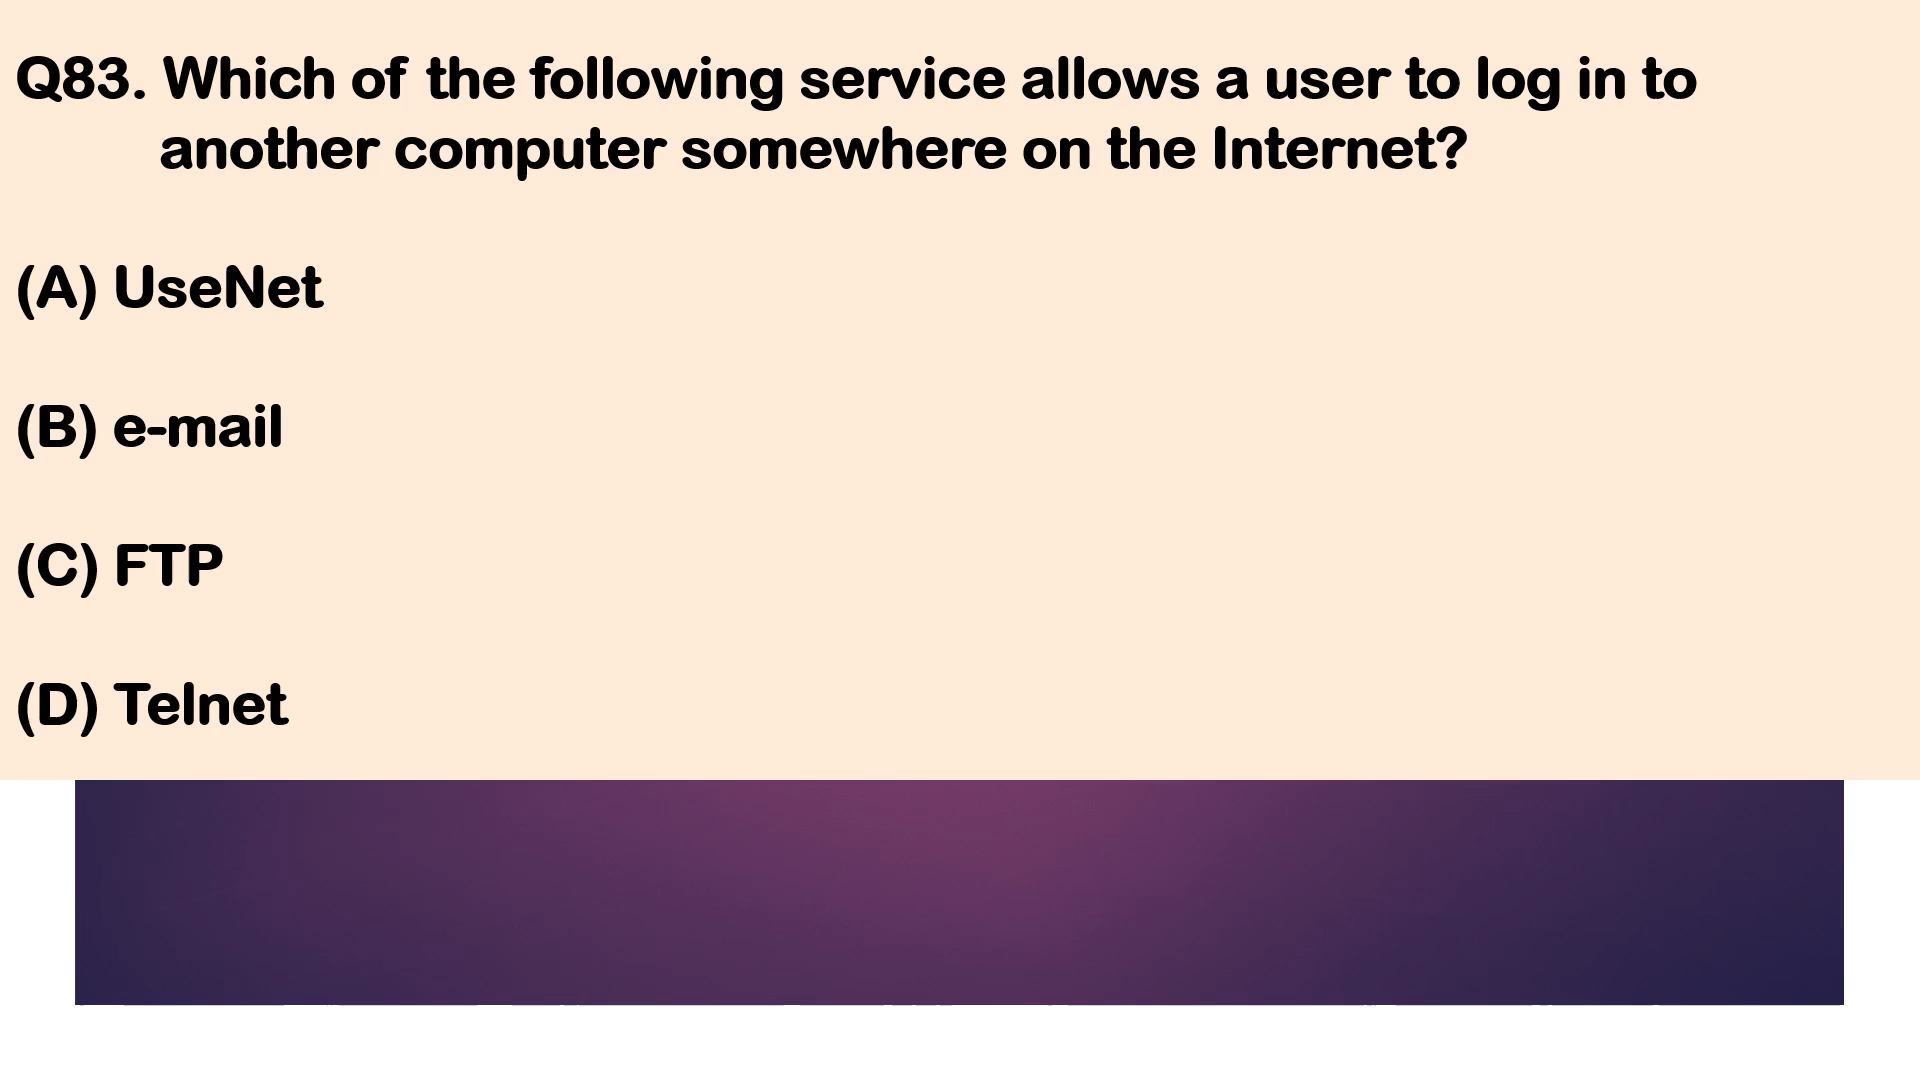 Q83. Which of the following service allows a user to log in to
another computer somewhere on the Internet?
(A) UseNet
(B) e-mail
(C) FTP
(D) Telnet